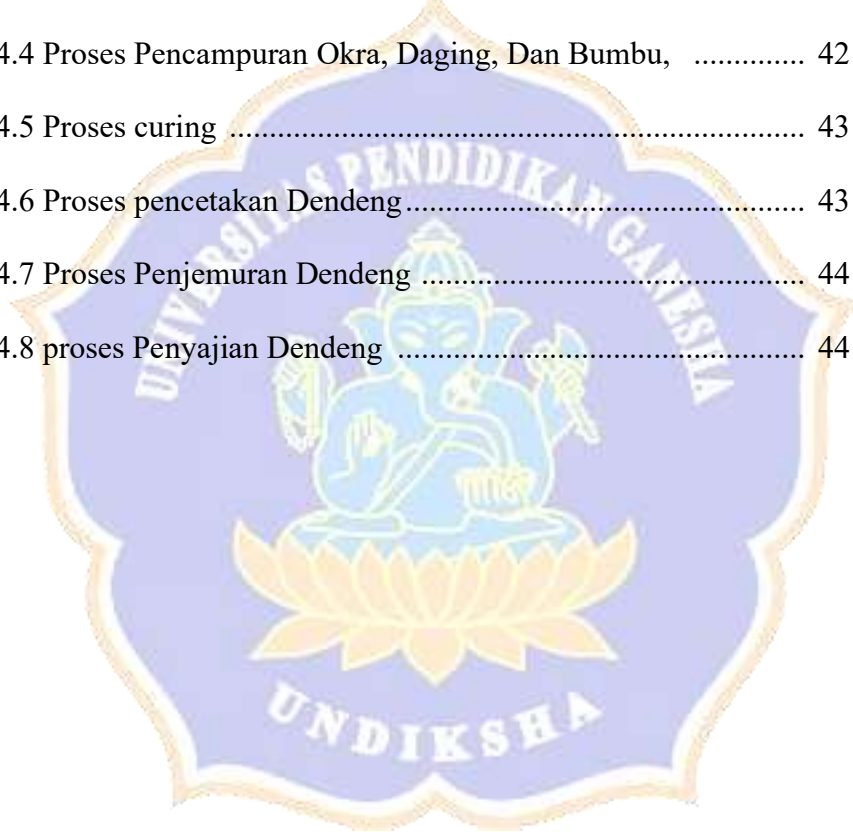 4.4 Proses Pencampuran Okra, Daging, Dan Bumbu, .............. 42
4.5 Proses curing ........................................................................ 43
4.6 Proses pencetakan Dendeng.................................................. 43
4.7 Proses Penjemuran Dendeng ................................................ 44
4.8 proses Penyajian Dendeng ................................................... 44
UNIVERSITAS PENDIDIKAN GANESHA
UNDIKSHA